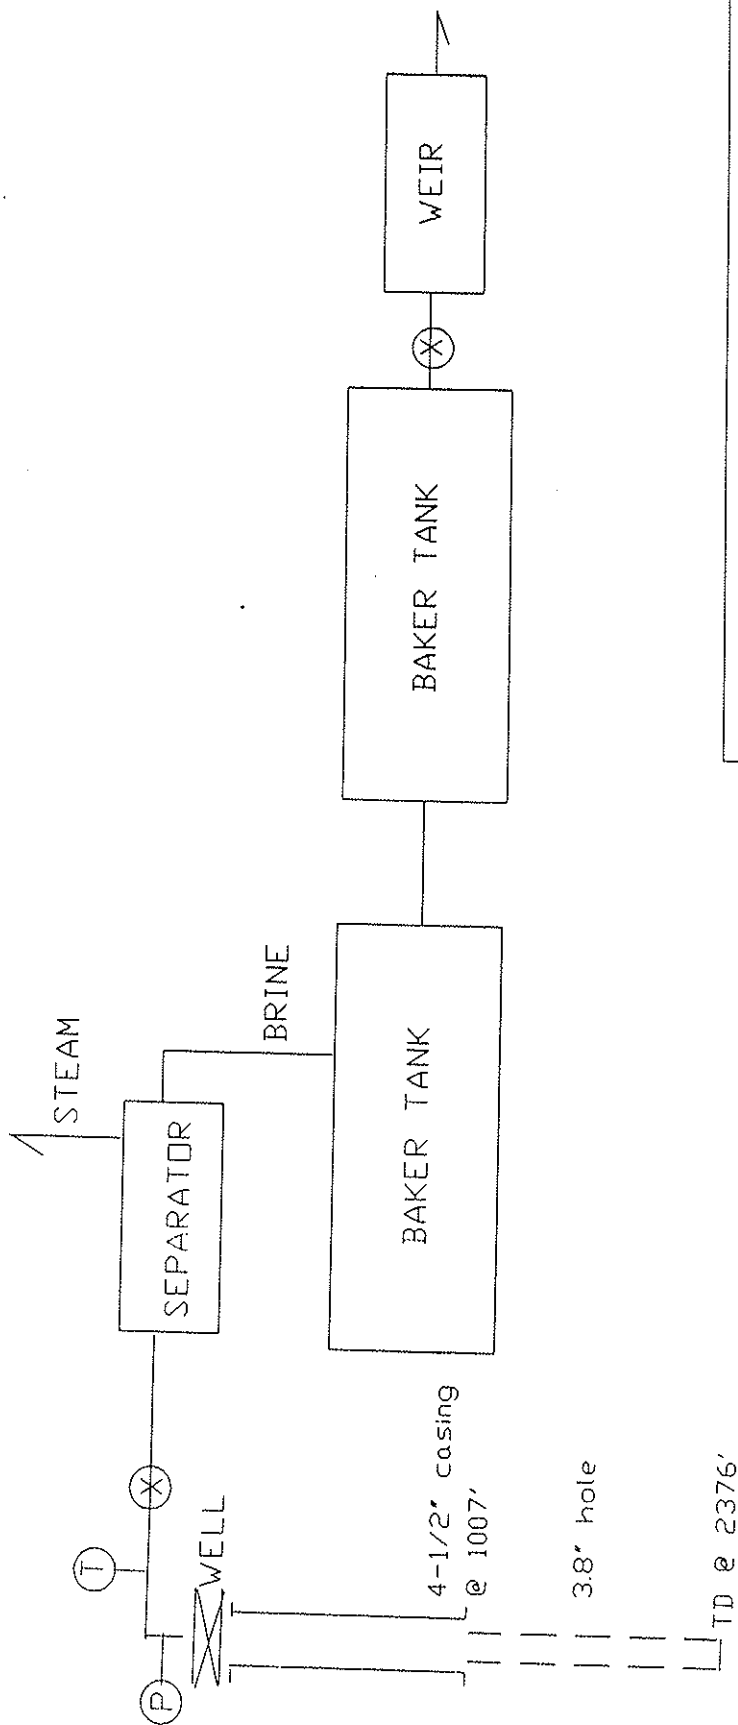 STEAM
P
T
X
SEPARATOR
WELL
BRINE
4-1/2" casing
@ 1007'
BAKER TANK
BAKER TANK
X
WEIR
3.8" hole
TD @ 2376'